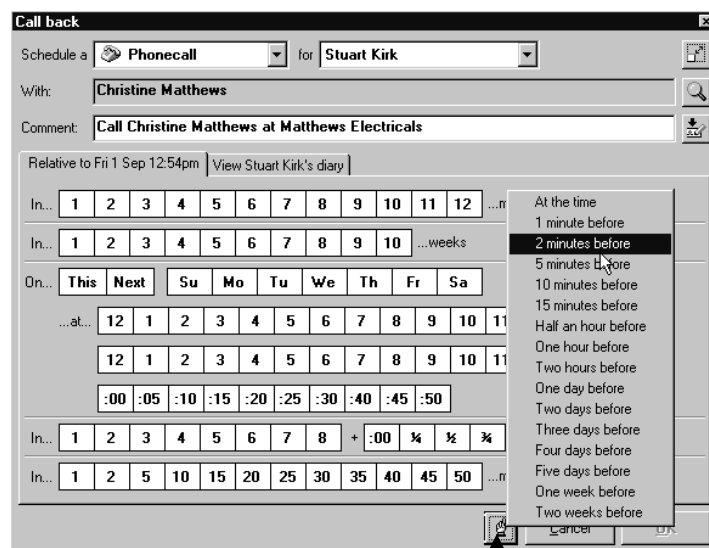 Call back
Schedule a Phonecall for Stuart Kirk
With: Christine Matthews
Comment: Call Christine Matthews at Matthews Electricals
Relative to Fri 1 Sep 12:54pm View Stuart Kirk's diary
In... 1 2 3 4 5 6 7 8 9 10 11 12 ...m
In... 1 2 3 4 5 6 7 8 9 10 ...weeks
On... This Next Su Mo Tu We Th Fr Sa
...at... 12 1 2 3 4 5 6 7 8 9 10 11
12 1 2 3 4 5 6 7 8 9 10 11
:00 :05 :10 :15 :20 :25 :30 :40 :45 :50
In... 1 2 3 4 5 6 7 8 + :00 ¼ ½ ¾
In... 1 2 5 10 15 20 25 30 35 40 45 50 ...m
At the time
1 minute before
2 minutes before
5 minutes before
10 minutes before
15 minutes before
Half an hour before
One hour before
Two hours before
One day before
Two days before
Three days before
Four days before
Five days before
One week before
Two weeks before
Cancel OK